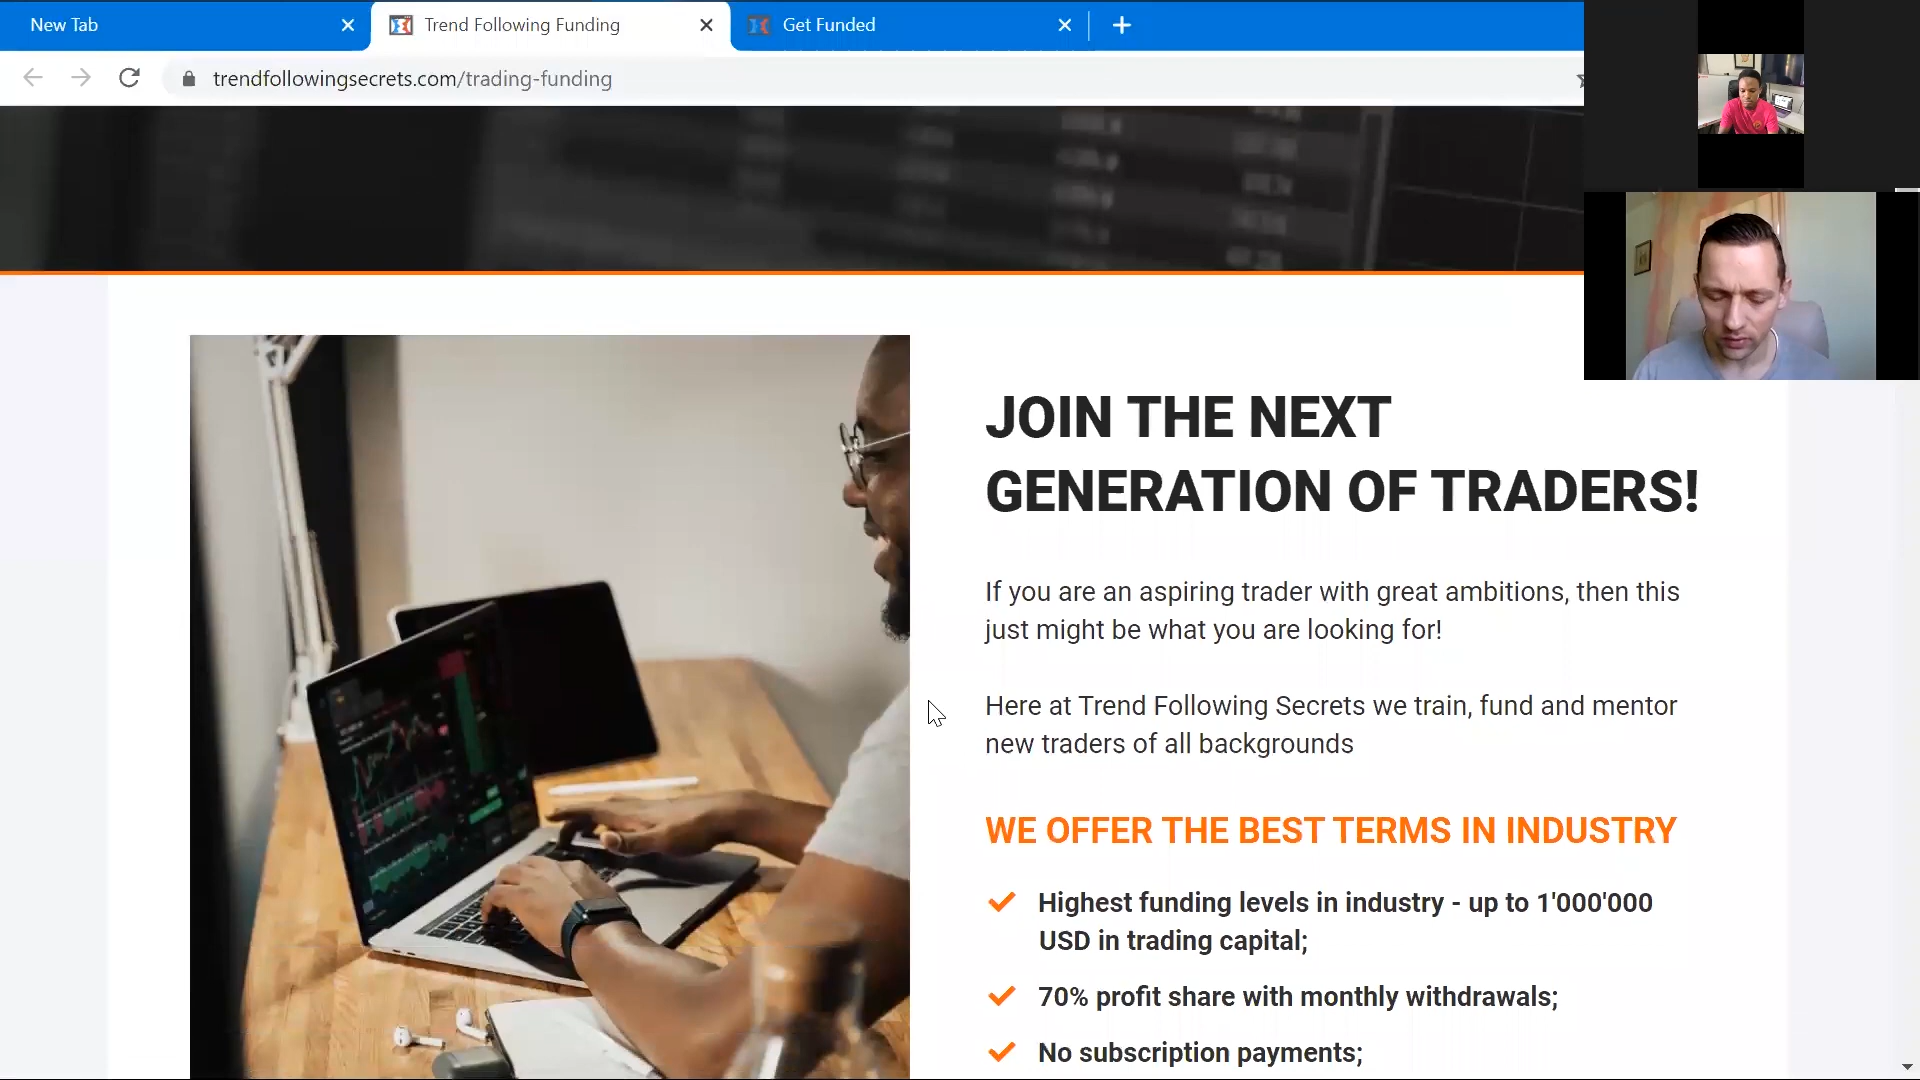 New Tab
Trend Following Funding
Get Funded
trendfollowingsecrets.com/trading-funding
JOIN THE NEXT
GENERATION OF TRADERS!
If you are an aspiring trader with great ambitions, then this
just might be what you are looking for!
Here at Trend Following Secrets we train, fund and mentor
new traders of all backgrounds
WE OFFER THE BEST TERMS IN INDUSTRY
Highest funding levels in industry - up to 1'000'000
USD in trading capital;
70% profit share with monthly withdrawals;
No subscription payments;